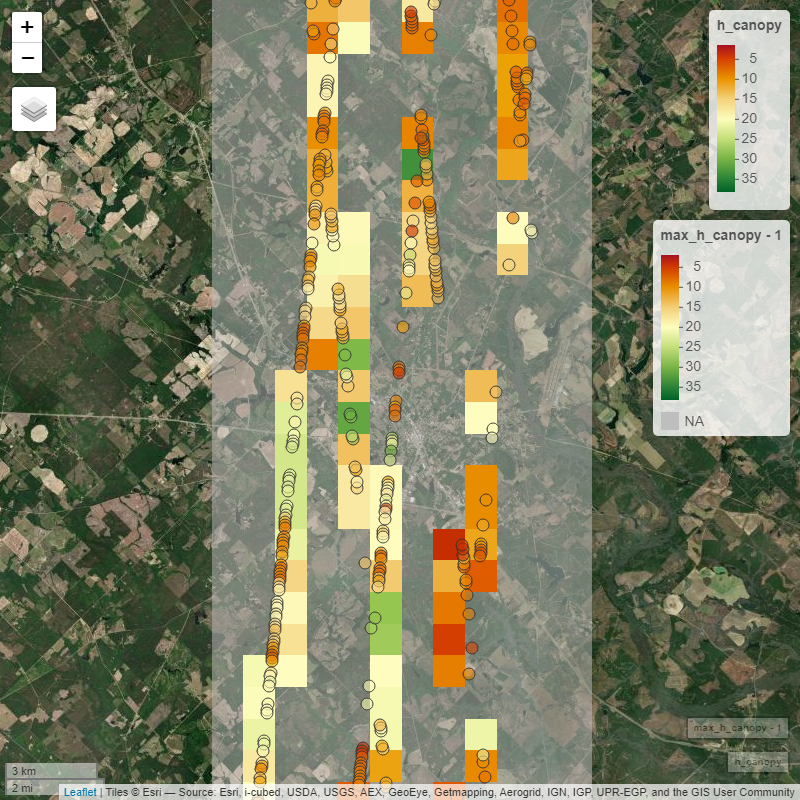 +
−
h_canopy
5
10
15
20
25
30
35
max_h_canopy - 1
5
10
15
20
25
30
35
NA
max_h_canopy - 1
h_canopy
3 km
2 mi
Leaflet | Tiles © Esri — Source: Esri, i-cubed, USDA, USGS, AEX, GeoEye, Getmapping, Aerogrid, IGN, IGP, UPR-EGP, and the GIS User Community